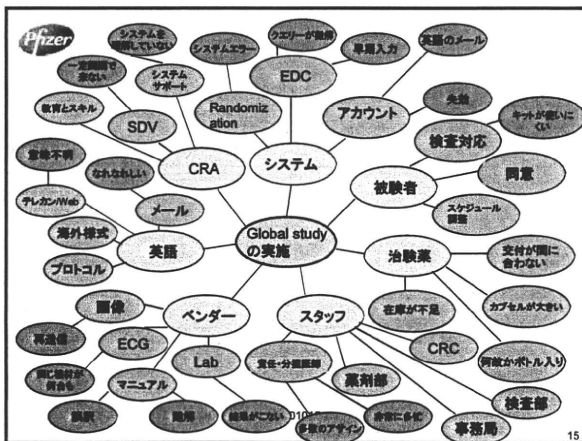 Pfizer
システムを
理解していない
システムエラー
クエリーが複雑
早期入力
英語のメール
一定期間で
来ない
システム
サポート
EDC
アカウント
失効
教育とスキル
SDV
Randomiz
ation
検査対応
キットが使いに
くい
意味不明
なれなれしい
CRA
システム
被験者
同意
テレカン/Web
メール
スケジュール
調整
海外様式
英語
Global study
の実施
治験薬
交付が間に
合わない
プロトコル
画像
ベンダー
スタッフ
在庫が不足
カプセルが大きい
再送信
ECG
Lab
責任・分担医師
CRC
何故かボトル入り
マニュアル
薬剤部
検査部
誤訳
難解
結果がこない
多数のアサイン
非常に多忙
事務局
15